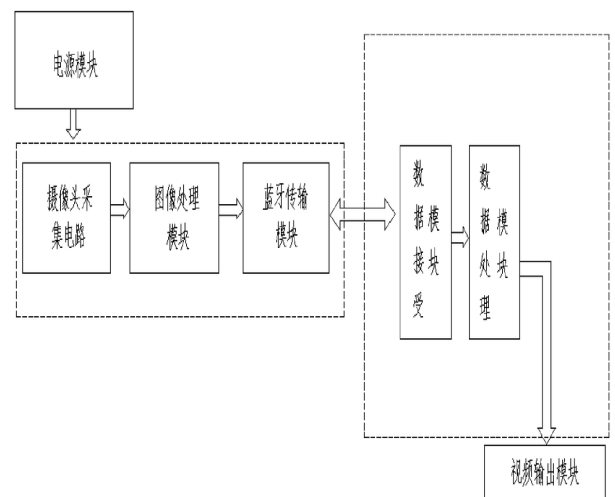 电源模块
摄像头采
集电路
图像处理
模块
蓝牙传输
模块
数
据模
接块
受
数
据模
处块
理
视频输出模块